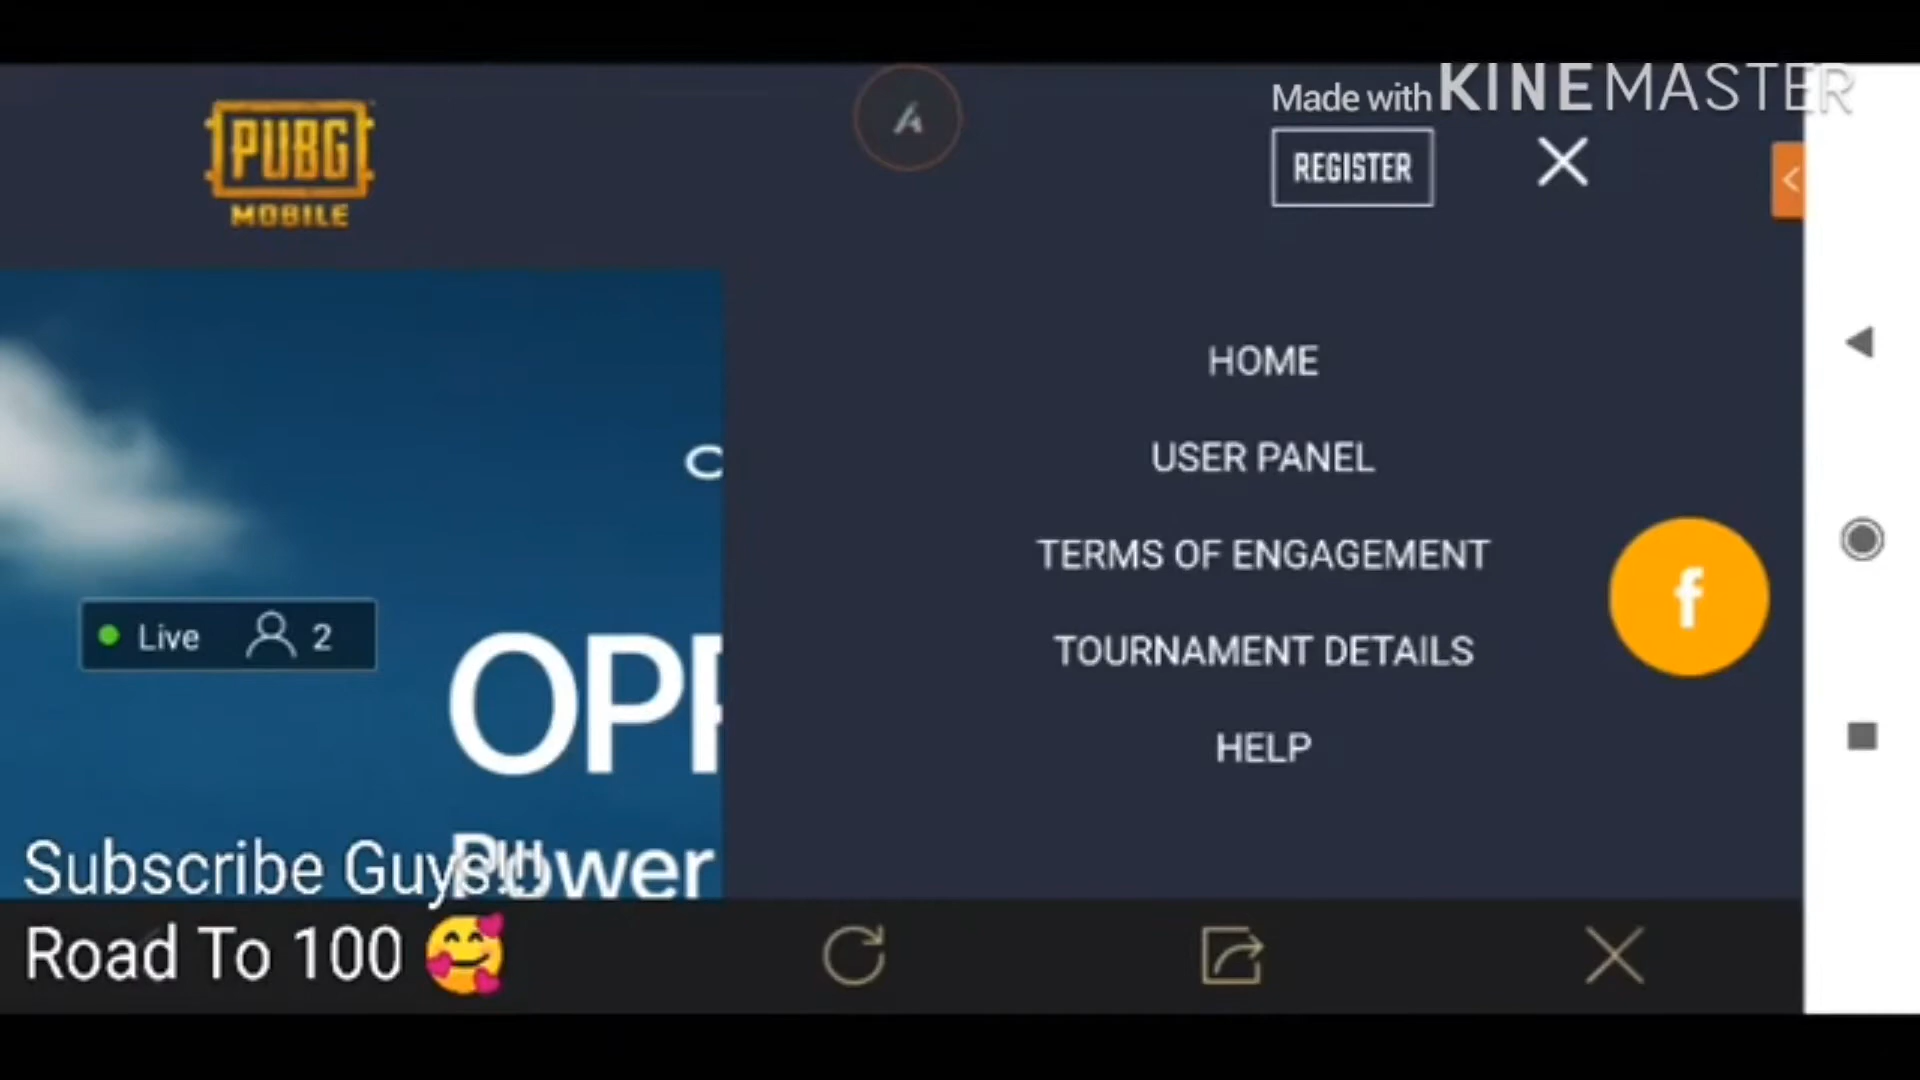 Made with KINEMASTER
PUBG
MOBILE
REGISTER
HOME
USER PANEL
TERMS OF ENGAGEMENT
f
TOURNAMENT DETAILS
HELP
Live 2
Power
Subscribe Guys!!!
Road To 100 🥰